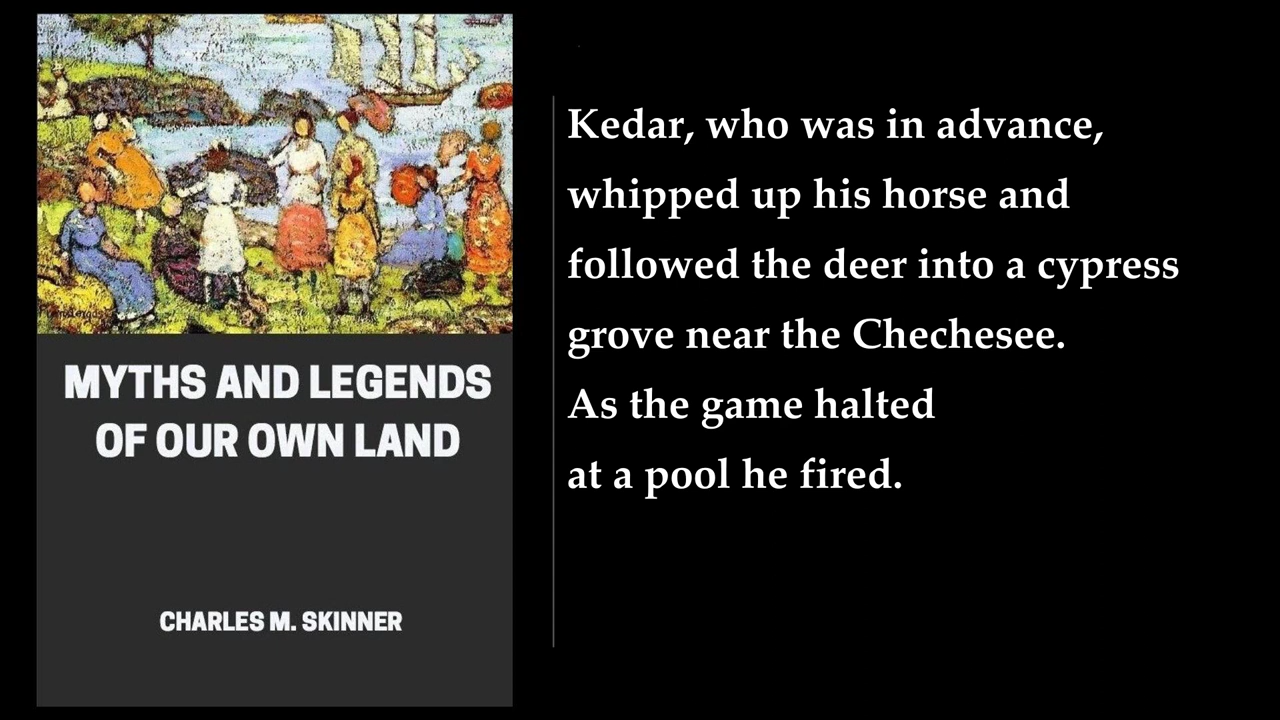 MYTHS AND LEGENDS
OF OUR OWN LAND
CHARLES M. SKINNER
Kedar, who was in advance,
whipped up his horse and
followed the deer into a cypress
grove near the Chechesee.
As the game halted
at a pool he fired.